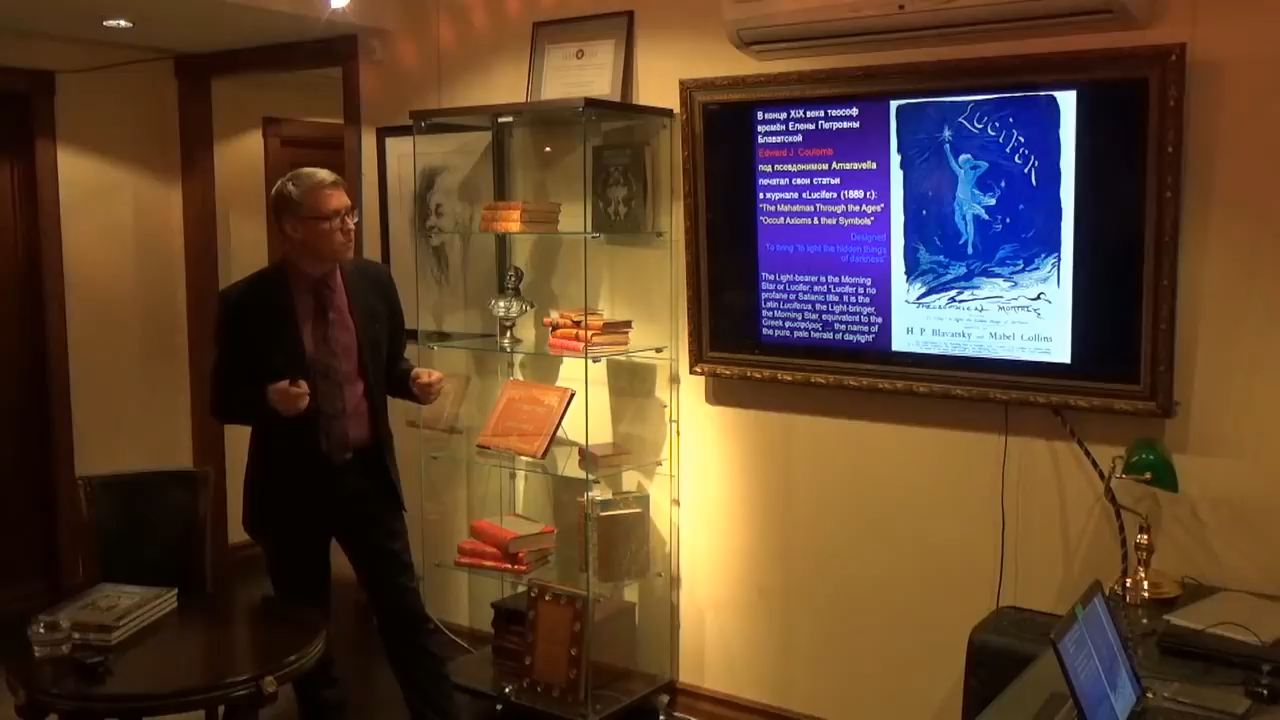 В конце XIX века теософ
времён Елены Петровны
Блаватской
Edward J. Coulomb
под псевдонимом Amaravella
печатал свои статьи
в журнале «Lucifer» (1889 г.):
"The Mahatmas Through the Ages"
"Occult Axioms & their Symbols"
Designed
"To bring "to light the hidden things
of darkness"
The Light-bearer is the Morning
Star or Lucifer; and "Lucifer is no
profane or Satanic title. It is the
Latin Luciferus, the Light-bringer,
the Morning Star, equivalent to the
Greek φωσφόρος ... the name of
the pure, pale herald of daylight"
LUCIFER
MONTHLY
H. P. Blavatsky and Mabel Collins